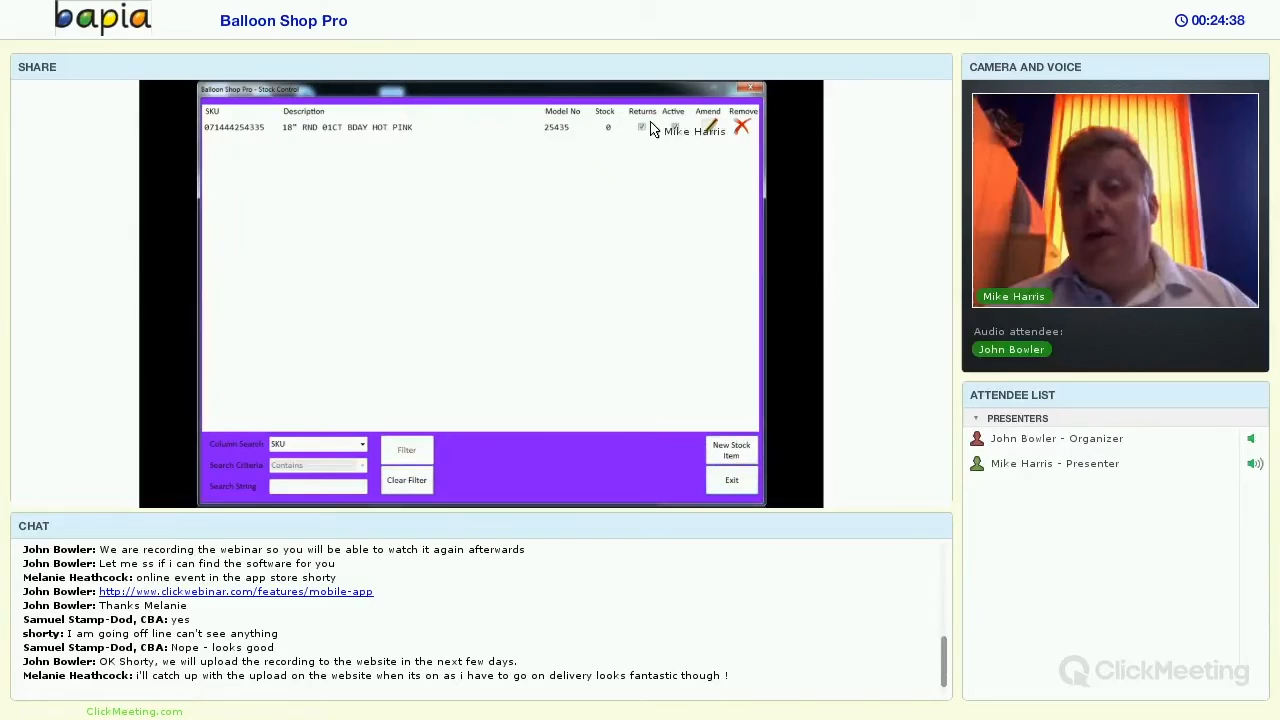 bapia
Balloon Shop Pro
00:24:38
SHARE
Balloon Shop Pro - Stock Control
SKU Description Model No Stock Returns Active Amend Remove
071444254335 18" RND 01CT BDAY HOT PINK 25435 0
Mike Harris
Column Search SKU
Filter
New Stock
Item
Search Criteria Contains
Search String
Clear Filter
Exit
CAMERA AND VOICE
Mike Harris
Audio attendee:
John Bowler
ATTENDEE LIST
PRESENTERS
John Bowler - Organizer
Mike Harris - Presenter
CHAT
John Bowler: We are recording the webinar so you will be able to watch it again afterwards
John Bowler: Let me ss if i can find the software for you
Melanie Heathcock: online event in the app store shorty
John Bowler: http://www.clickwebinar.com/features/mobile-app
John Bowler: Thanks Melanie
Samuel Stamp-Dod, CBA: yes
shorty: I am going off line can't see anything
Samuel Stamp-Dod, CBA: Nope - looks good
John Bowler: OK Shorty, we will upload the recording to the website in the next few days.
Melanie Heathcock: i'll catch up with the upload on the website when its on as i have to go on delivery looks fantastic though !
ClickMeeting
ClickMeeting.com